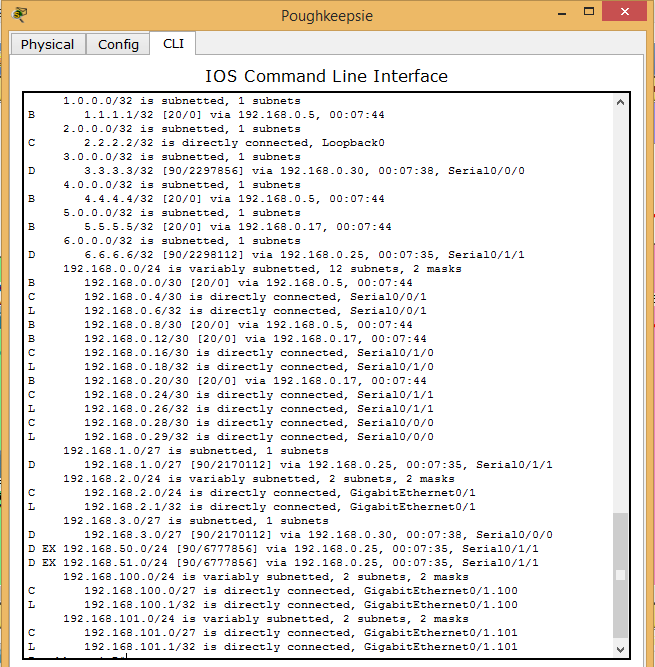 Poughkeepsie
Physical Config CLI
IOS Command Line Interface
1.0.0.0/32 is subnetted, 1 subnets
B 1.1.1.1/32 [20/0] via 192.168.0.5, 00:07:44
2.0.0.0/32 is subnetted, 1 subnets
C 2.2.2.2/32 is directly connected, Loopback0
3.0.0.0/32 is subnetted, 1 subnets
D 3.3.3.3/32 [90/2297856] via 192.168.0.30, 00:07:38, Serial0/0/0
4.0.0.0/32 is subnetted, 1 subnets
B 4.4.4.4/32 [20/0] via 192.168.0.5, 00:07:44
5.0.0.0/32 is subnetted, 1 subnets
B 5.5.5.5/32 [20/0] via 192.168.0.17, 00:07:44
6.0.0.0/32 is subnetted, 1 subnets
D 6.6.6.6/32 [90/2298112] via 192.168.0.25, 00:07:35, Serial0/1/1
192.168.0.0/24 is variably subnetted, 12 subnets, 2 masks
B 192.168.0.0/30 [20/0] via 192.168.0.5, 00:07:44
C 192.168.0.4/30 is directly connected, Serial0/0/1
L 192.168.0.6/32 is directly connected, Serial0/0/1
B 192.168.0.8/30 [20/0] via 192.168.0.5, 00:07:44
B 192.168.0.12/30 [20/0] via 192.168.0.17, 00:07:44
C 192.168.0.16/30 is directly connected, Serial0/1/0
L 192.168.0.18/32 is directly connected, Serial0/1/0
B 192.168.0.20/30 [20/0] via 192.168.0.17, 00:07:44
C 192.168.0.24/30 is directly connected, Serial0/1/1
L 192.168.0.26/32 is directly connected, Serial0/1/1
C 192.168.0.28/30 is directly connected, Serial0/0/0
L 192.168.0.29/32 is directly connected, Serial0/0/0
192.168.1.0/27 is subnetted, 1 subnets
D 192.168.1.0/27 [90/2170112] via 192.168.0.25, 00:07:35, Serial0/1/1
192.168.2.0/24 is variably subnetted, 2 subnets, 2 masks
C 192.168.2.0/24 is directly connected, GigabitEthernet0/1
L 192.168.2.1/32 is directly connected, GigabitEthernet0/1
192.168.3.0/27 is subnetted, 1 subnets
D 192.168.3.0/27 [90/2170112] via 192.168.0.30, 00:07:38, Serial0/0/0
D EX 192.168.50.0/24 [90/6777856] via 192.168.0.25, 00:07:35, Serial0/1/1
D EX 192.168.51.0/24 [90/6777856] via 192.168.0.25, 00:07:35, Serial0/1/1
192.168.100.0/24 is variably subnetted, 2 subnets, 2 masks
C 192.168.100.0/27 is directly connected, GigabitEthernet0/1.100
L 192.168.100.1/32 is directly connected, GigabitEthernet0/1.100
192.168.101.0/24 is variably subnetted, 2 subnets, 2 masks
C 192.168.101.0/27 is directly connected, GigabitEthernet0/1.101
L 192.168.101.1/32 is directly connected, GigabitEthernet0/1.101